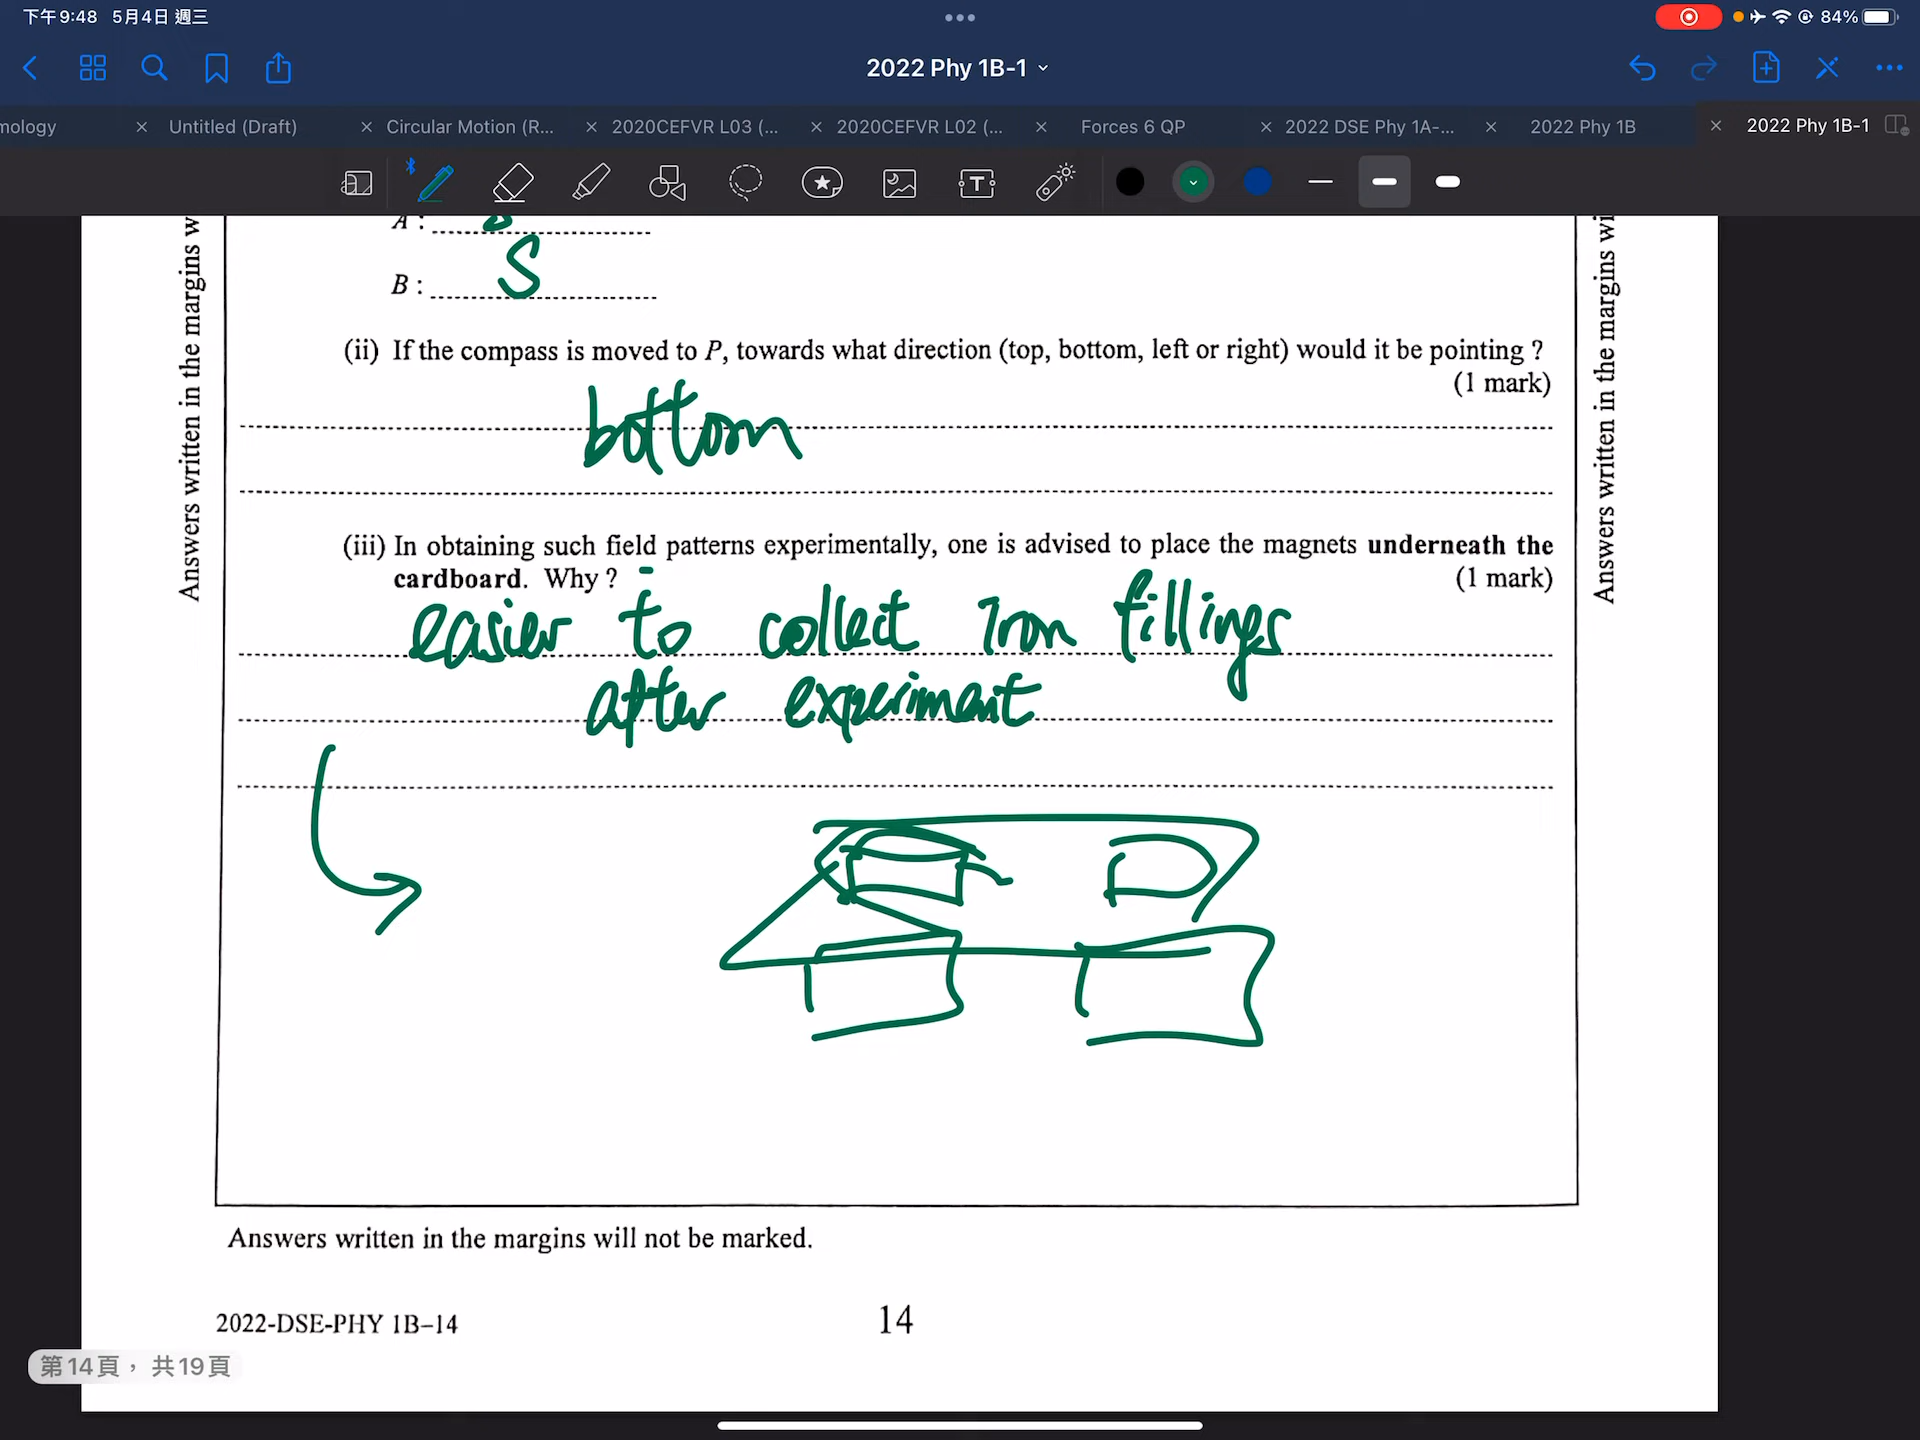 下午9:48 5月4日 週三
84%
2022 Phy 1B-1
mology
Untitled (Draft)
Circular Motion (R...
2020CEFVR L03 (...
2020CEFVR L02 (...
Forces 6 QP
2022 DSE Phy 1A-...
2022 Phy 1B
2022 Phy 1B-1
A :
B : S
(ii) If the compass is moved to P, towards what direction (top, bottom, left or right) would it be pointing ?
(1 mark)
bottom
(iii) In obtaining such field patterns experimentally, one is advised to place the magnets underneath the
cardboard. Why ? (1 mark)
easier to collect Iron fillings
after experiment
Answers written in the margins w
Answers written in the margins wi
Answers written in the margins will not be marked.
2022-DSE-PHY 1B–14
14
第14頁，共19頁